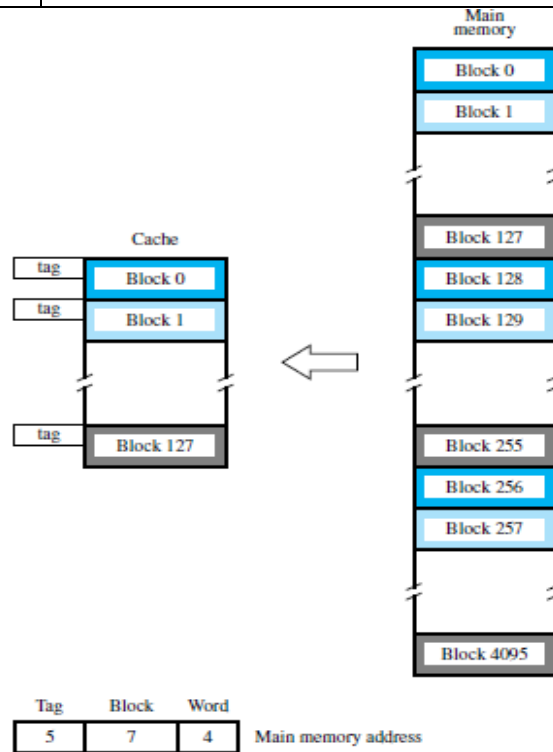 Main
memory
Block 0
Block 1
Block 127
Cache
tag
Block 0
Block 128
tag
Block 1
Block 129
tag
Block 127
Block 255
Block 256
Block 257
Block 4095
Tag Block Word
5 7 4 Main memory address